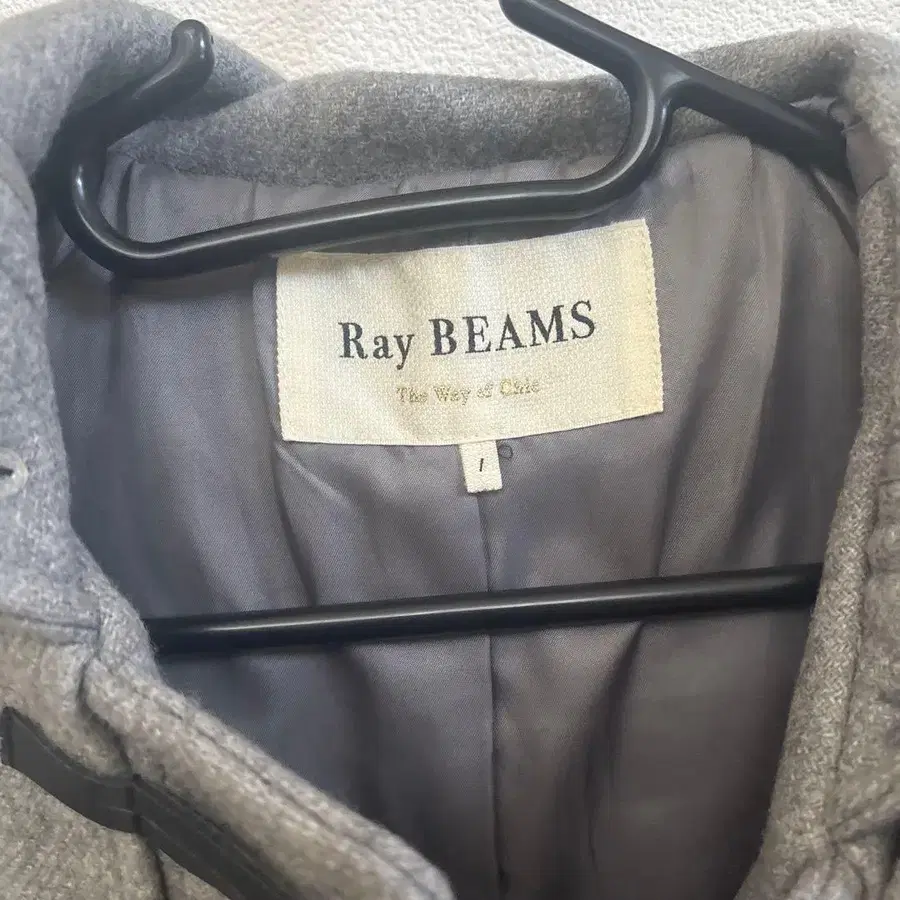 Ray BEAMS
The Way of Chic
1